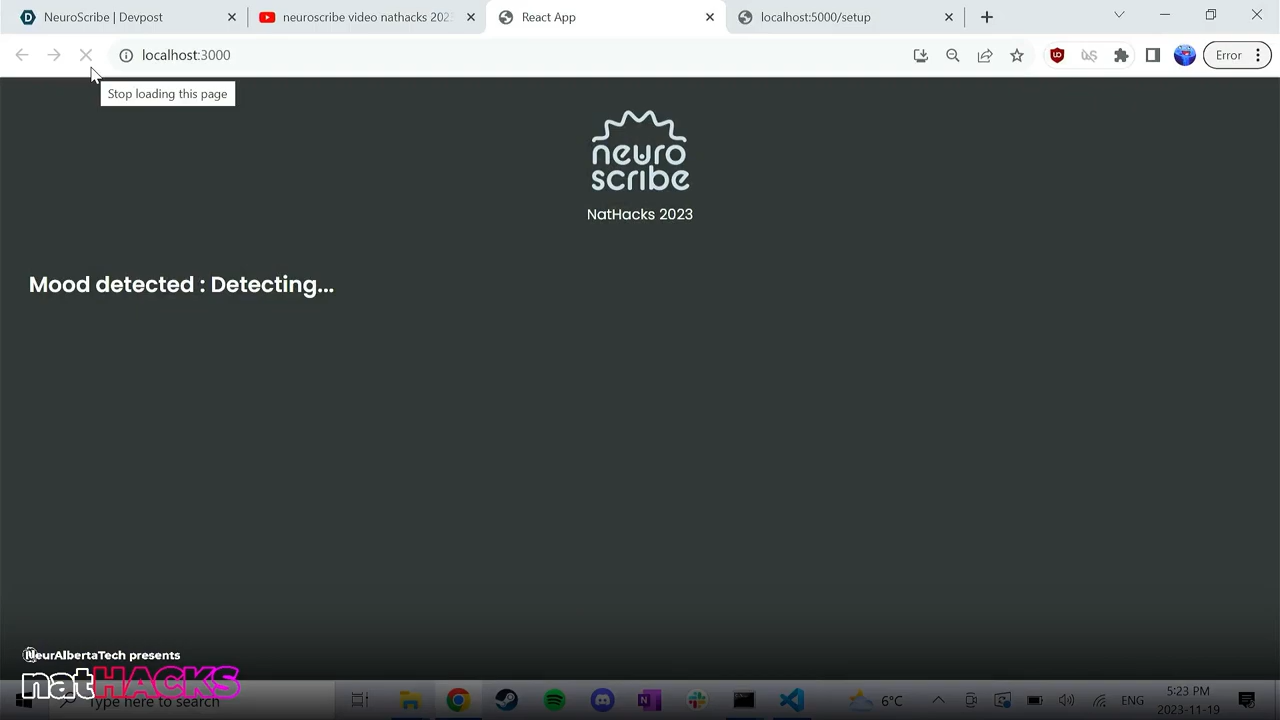 NeuroScribe | Devpost
neuroscribe video nathacks 202
React App
localhost:5000/setup
localhost:3000
Error
Stop loading this page
neuro
scribe
NatHacks 2023
Mood detected : Detecting...
NeurAlbertaTech presents
natHACKS
Type here to search
6°C
ENG
5:23 PM
2023-11-19